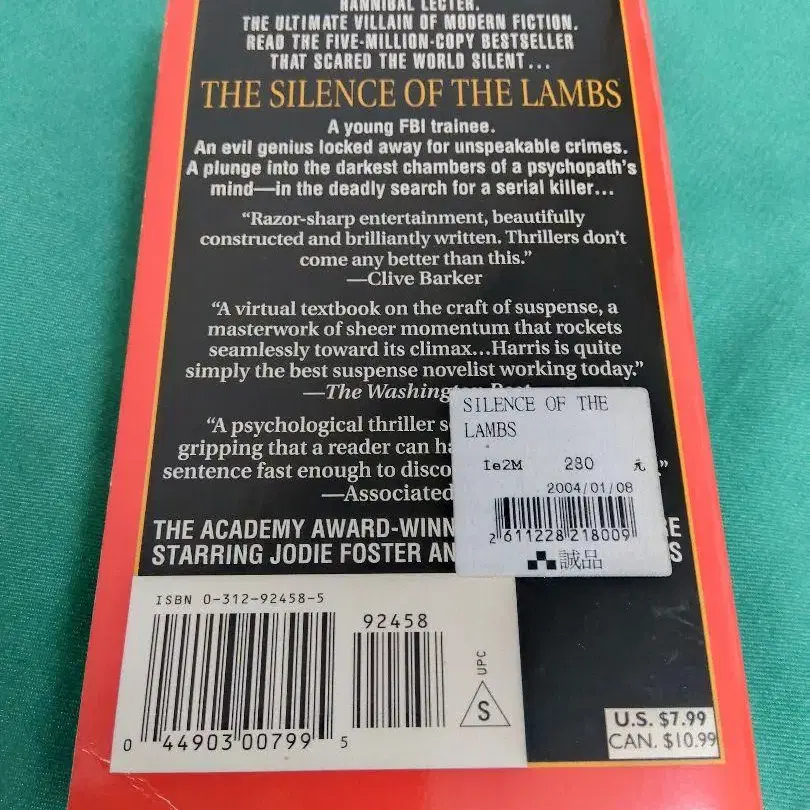 HANNIBAL LECTER.
THE ULTIMATE VILLAIN OF MODERN FICTION.
READ THE FIVE-MILLION-COPY BESTSELLER
THAT SCARED THE WORLD SILENT...
THE SILENCE OF THE LAMBS
A young FBI trainee.
An evil genius locked away for unspeakable crimes.
A plunge into the darkest chambers of a psychopath's
mind—in the deadly search for a serial killer...
“Razor-sharp entertainment, beautifully
constructed and brilliantly written. Thrillers don't
come any better than this.”
—Clive Barker
“A virtual textbook on the craft of suspense, a
masterwork of sheer momentum that rockets
seamlessly toward its climax...Harris is quite
simply the best suspense novelist working today.”
—The Washington Post
“A psychological thriller
gripping that a reader can
sentence fast enough to ”
—Associated
THE ACADEMY AWARD-
STARRING JODIE FOSTER
SILENCE OF THE
LAMBS
Ie2M 280 元
2004/01/08
2 611228 218009
誠品
ISBN 0-312-92458-5
92458
0 44903 00799 5
UPC
S
U.S. $7.99
CAN. $10.99